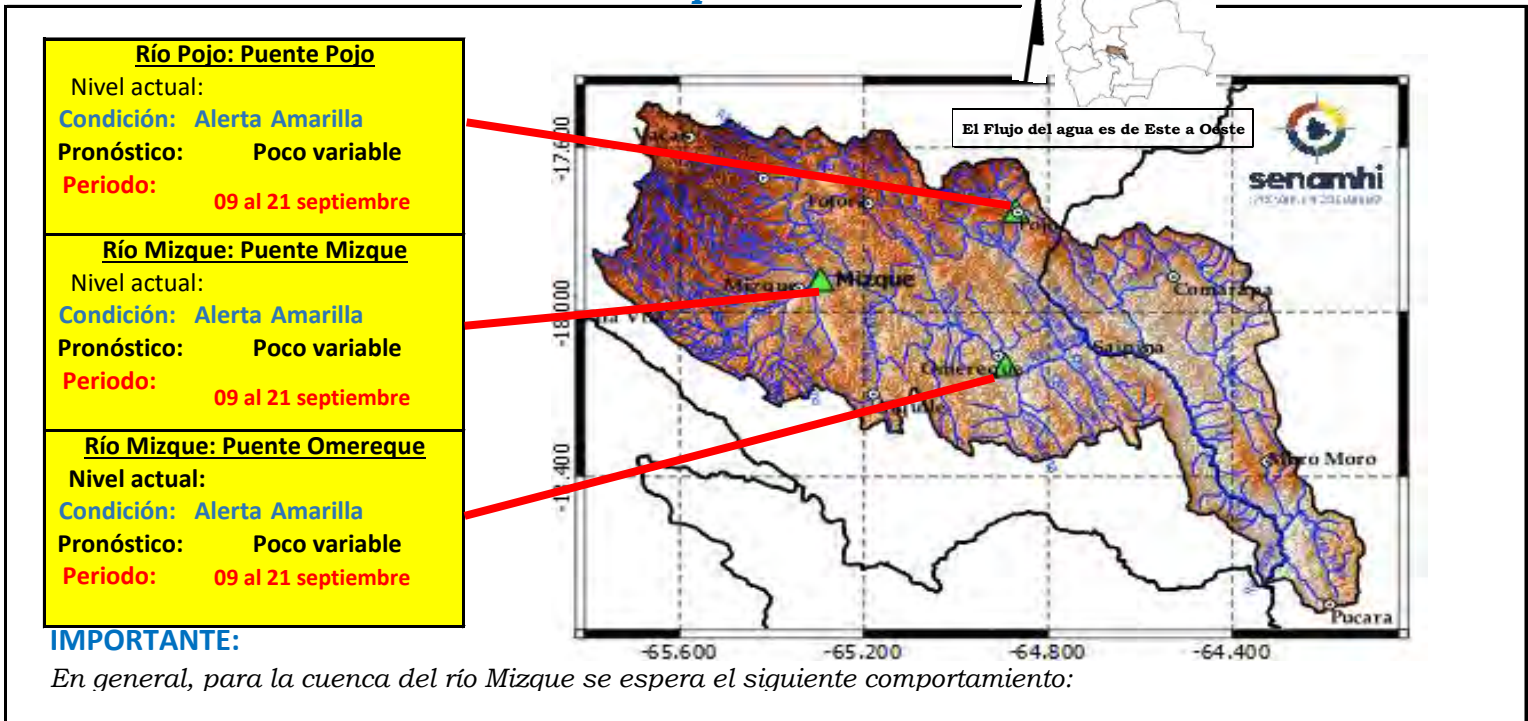 Río Pojo: Puente Pojo
Nivel actual:
Condición: Alerta Amarilla
Pronóstico: Poco variable
Periodo:
09 al 21 septiembre
Río Mizque: Puente Mizque
Nivel actual:
Condición: Alerta Amarilla
Pronóstico: Poco variable
Periodo:
09 al 21 septiembre
Río Mizque: Puente Omereque
Nivel actual:
Condición: Alerta Amarilla
Pronóstico: Poco variable
Periodo: 09 al 21 septiembre
El Flujo del agua es de Este a Oeste
senamhi
-17.600
-18.000
.400
Pojo
Mizque Mizque
Comarapa
Saipina
Omereque
Moro Moro
Pucara
-65.600 -65.200 -64.800 -64.400
IMPORTANTE:
En general, para la cuenca del río Mizque se espera el siguiente comportamiento: